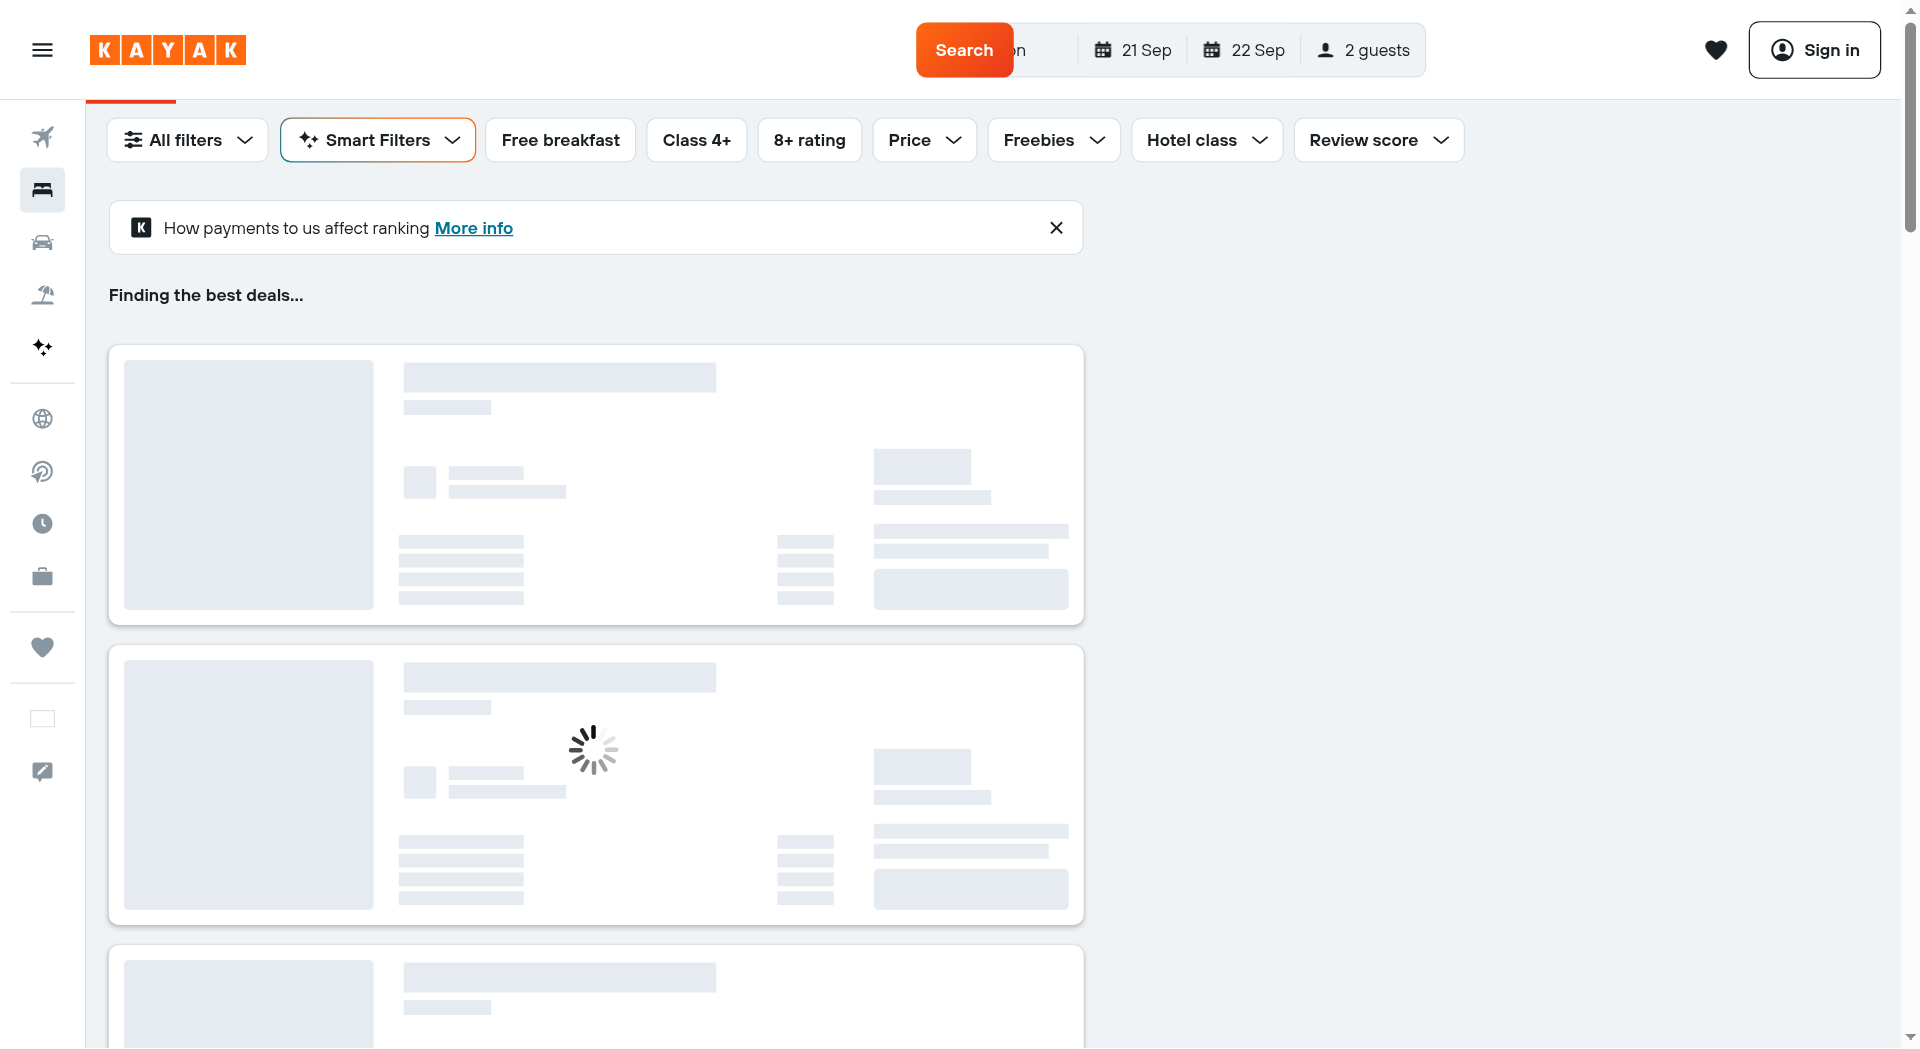 KAYAK
Search
on
21 Sep
22 Sep
2 guests
Sign in
All filters
Smart Filters
Free breakfast
Class 4+
8+ rating
Price
Freebies
Hotel class
Review score
K
How payments to us affect ranking More info
Finding the best deals...